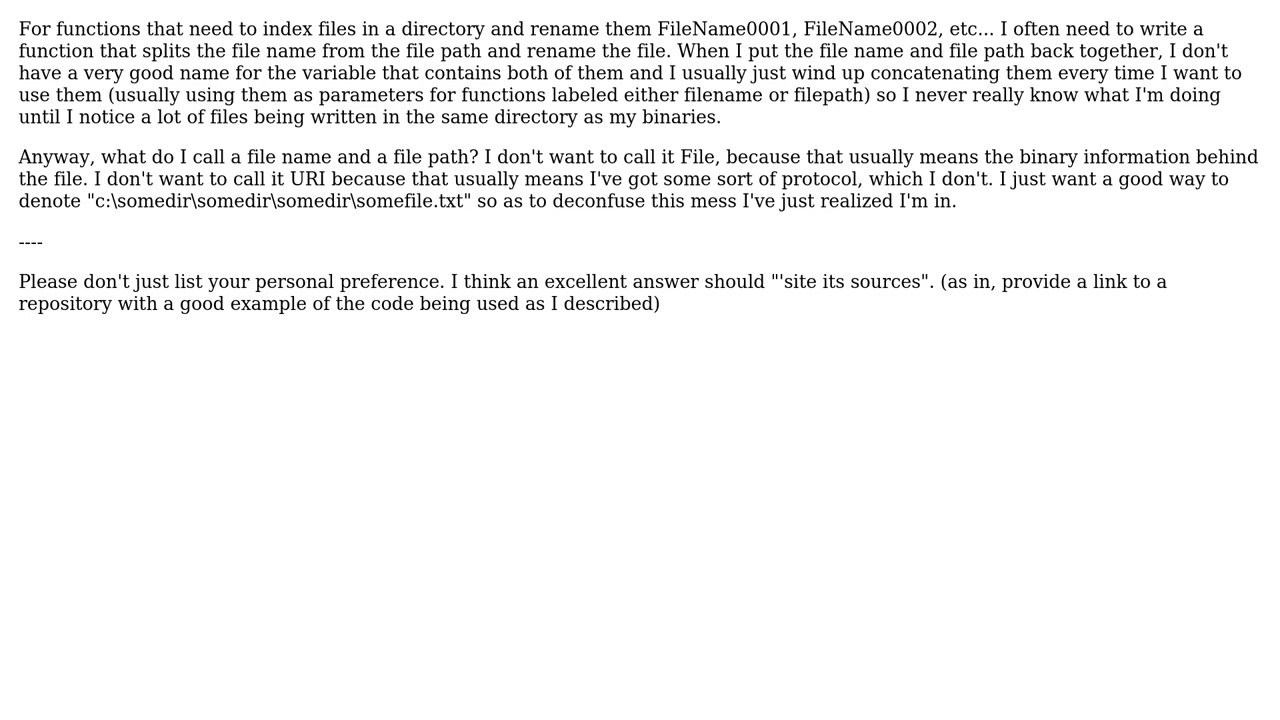 For functions that need to index files in a directory and rename them FileName0001, FileName0002, etc... I often need to write a
function that splits the file name from the file path and rename the file. When I put the file name and file path back together, I don't
have a very good name for the variable that contains both of them and I usually just wind up concatenating them every time I want to
use them (usually using them as parameters for functions labeled either filename or filepath) so I never really know what I'm doing
until I notice a lot of files being written in the same directory as my binaries.
Anyway, what do I call a file name and a file path? I don't want to call it File, because that usually means the binary information behind
the file. I don't want to call it URI because that usually means I've got some sort of protocol, which I don't. I just want a good way to
denote "c:\somedir\somedir\somedir\somefile.txt" so as to deconfuse this mess I've just realized I'm in.
----
Please don't just list your personal preference. I think an excellent answer should "'site its sources". (as in, provide a link to a
repository with a good example of the code being used as I described)